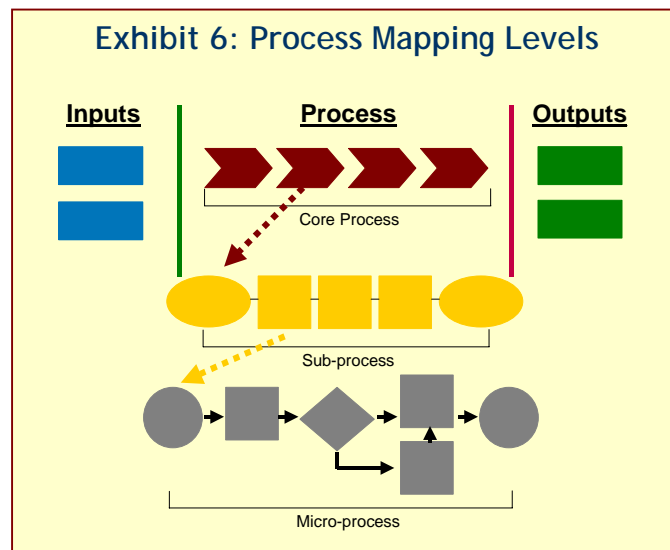 Exhibit 6: Process Mapping Levels
Inputs
Process
Outputs
Core Process
Sub-process
Micro-process